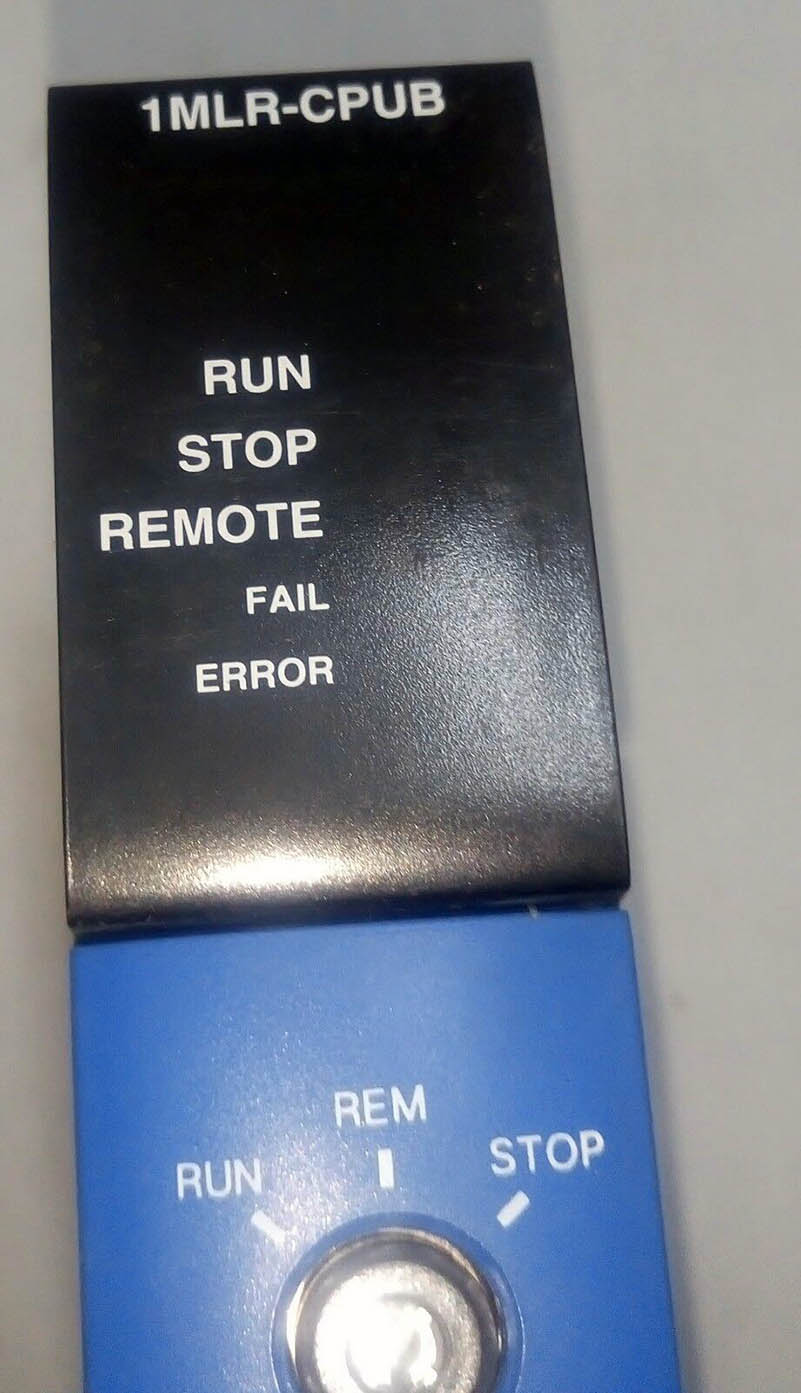 1MLR-CPUB
RUN
STOP
REMOTE
FAIL
ERROR
REM
RUN
STOP